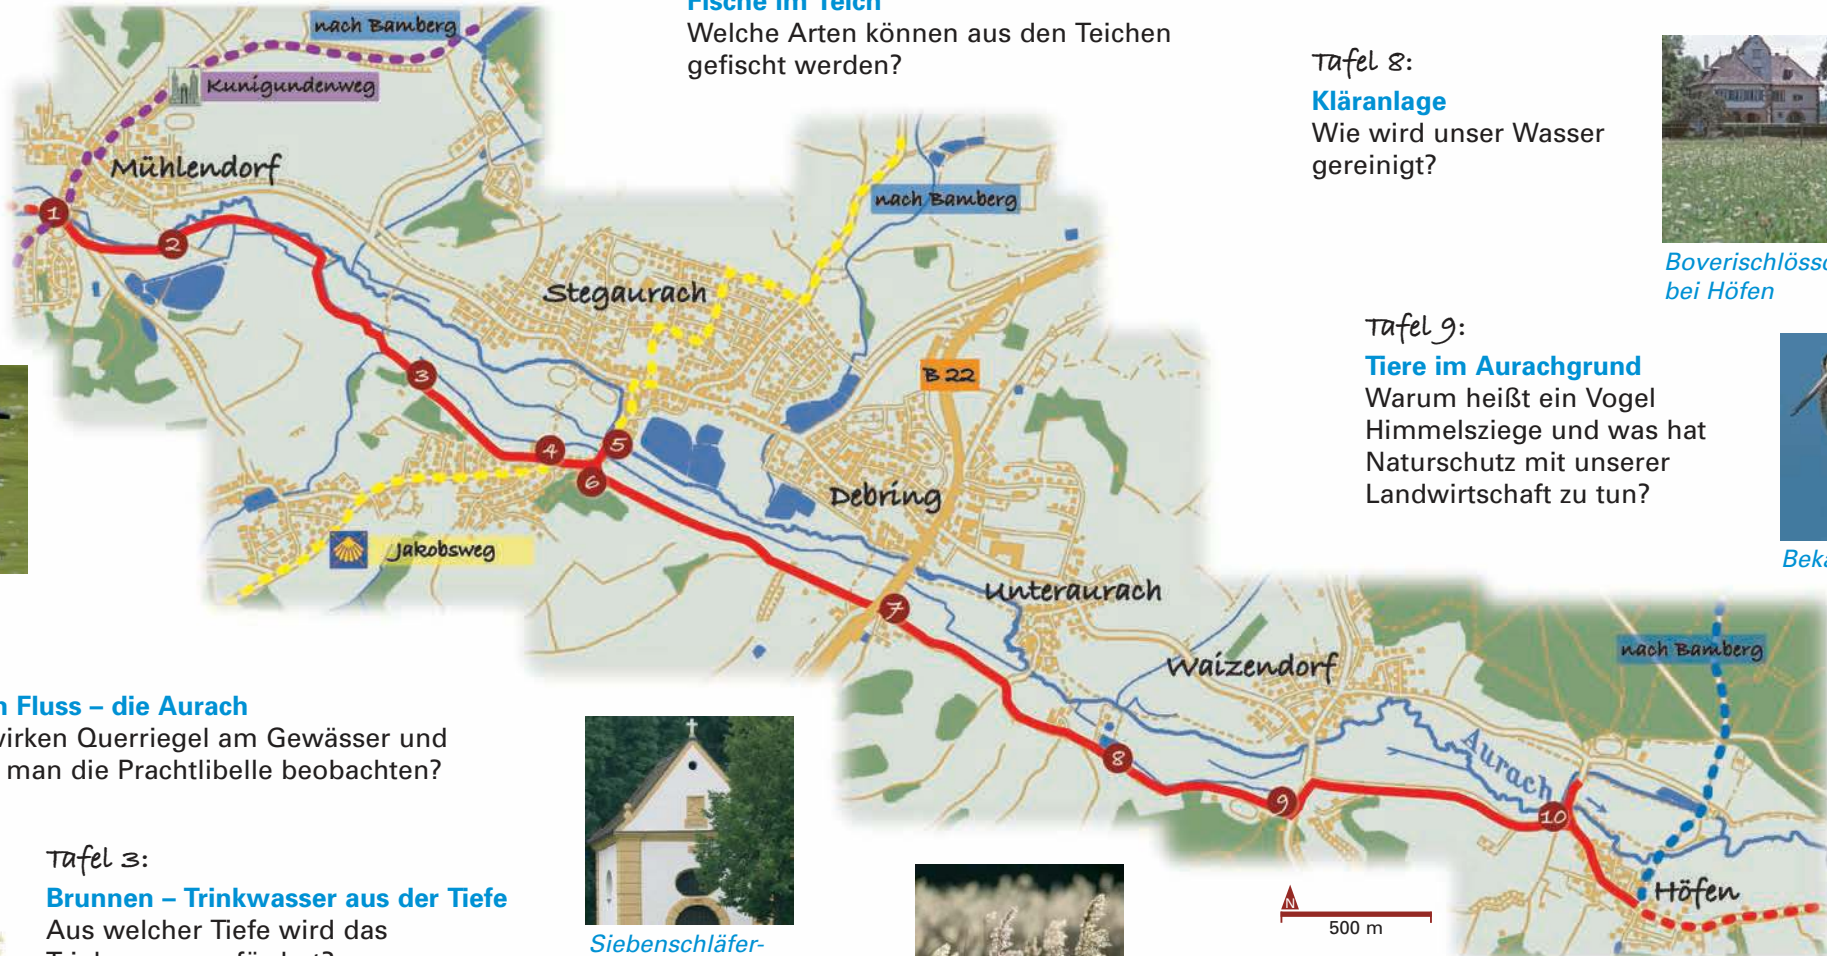 Fische im Teich
Welche Arten können aus den Teichen
gefischt werden?
Tafel 8:
Kläranlage
Wie wird unser Wasser
gereinigt?
bei Höfen
Tafel 9:
Tiere im Aurachgrund
Warum heißt ein Vogel
Himmelsziege und was hat
Naturschutz mit unserer
Landwirtschaft zu tun?
nach Bamberg
Kunigundenweg
Mühlendorf
1
2
nach Bamberg
Stegaurach
3
B 22
4
5
6
Debring
Jakobsweg
7
Unteraurach
Waizendorf
nach Bamberg
8
9
Aurach
10
Höfen
N
500 m
Fluss – die Aurach
wirken Querriegel am Gewässer und
man die Prachtlibelle beobachten?
Tafel 3:
Brunnen – Trinkwasser aus der Tiefe
Aus welcher Tiefe wird das
Siebenschläfer-